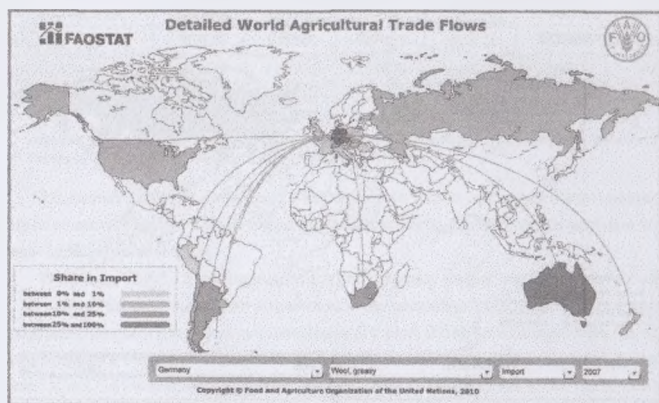 FAOSTAT
Detailed World Agricultural Trade Flows
F A O
Share in Import
between 0% and 1%
between 1% and 10%
between 10% and 25%
between 25% and 100%
Germany
Wool, greasy
Import
2007
Copyright © Food and Agriculture Organization of the United Nations, 2010